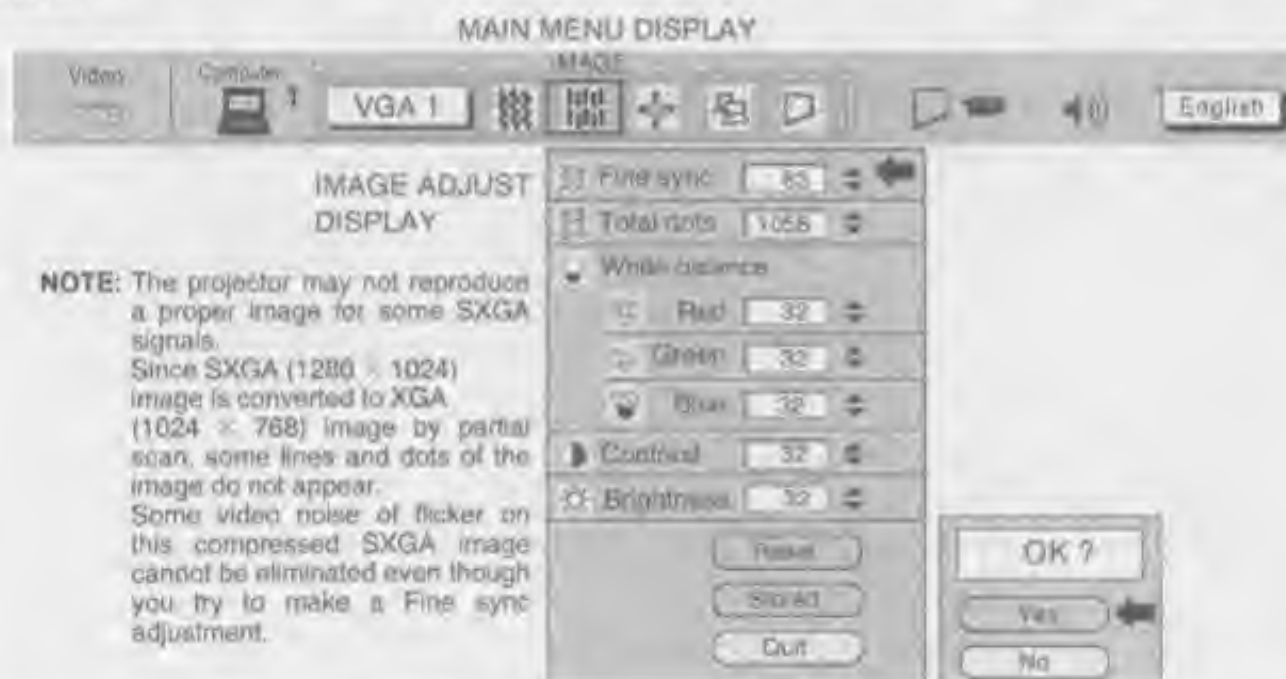 MAIN MENU DISPLAY
IMAGE
Video
Computer
1
VGA 1
English
IMAGE ADJUST
DISPLAY
Fine sync 85
Total dots 1058
White balance
Red 32
Green 32
Blue 32
Contrast 32
Brightness 32
Reset
Stored
Quit
OK ?
Yes
No
NOTE: The projector may not reproduce
a proper image for some SXGA
signals.
Since SXGA (1280 × 1024)
image is converted to XGA
(1024 × 768) image by partial
scan, some lines and dots of the
image do not appear.
Some video noise of flicker on
this compressed SXGA image
cannot be eliminated even though
you try to make a Fine sync
adjustment.